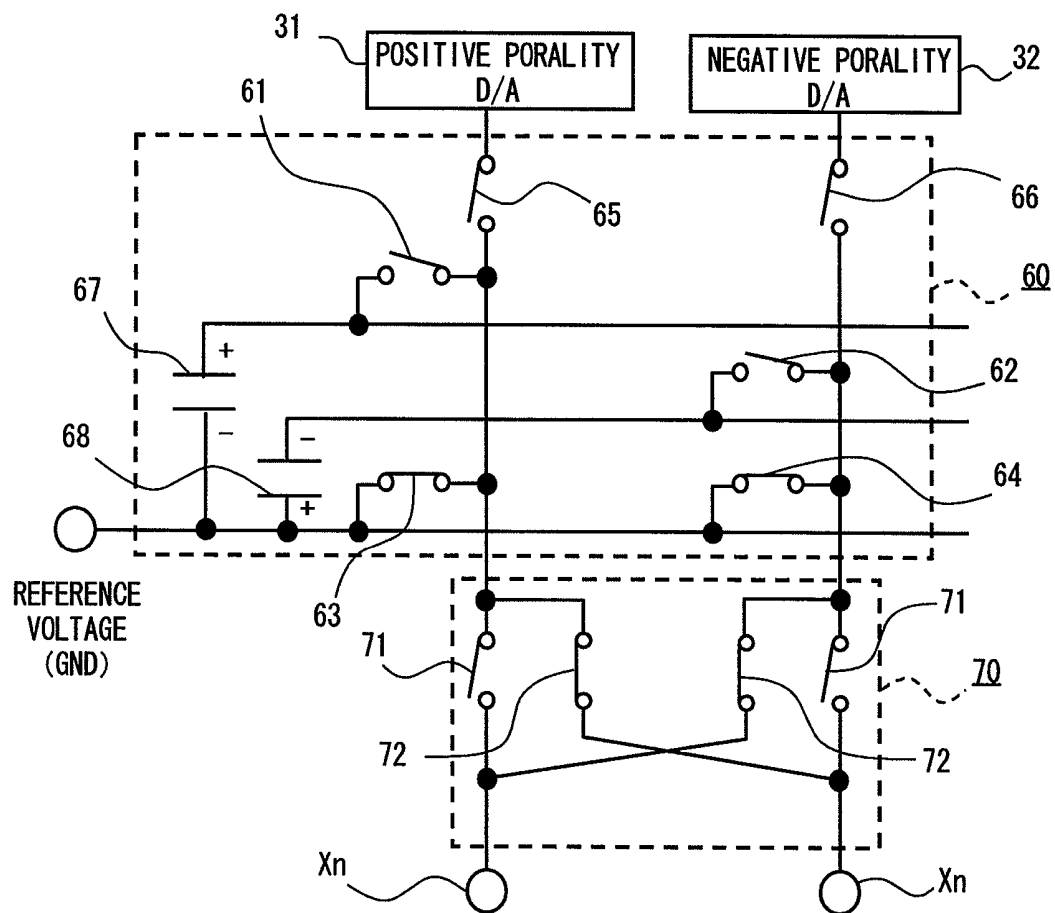 31
POSITIVE PORALITY
D/A
NEGATIVE PORALITY
D/A
32
61
65
66
60
67
+
-
62
68
-
+
64
63
REFERENCE
VOLTAGE
(GND)
71
72
72
71
70
Xn
Xn